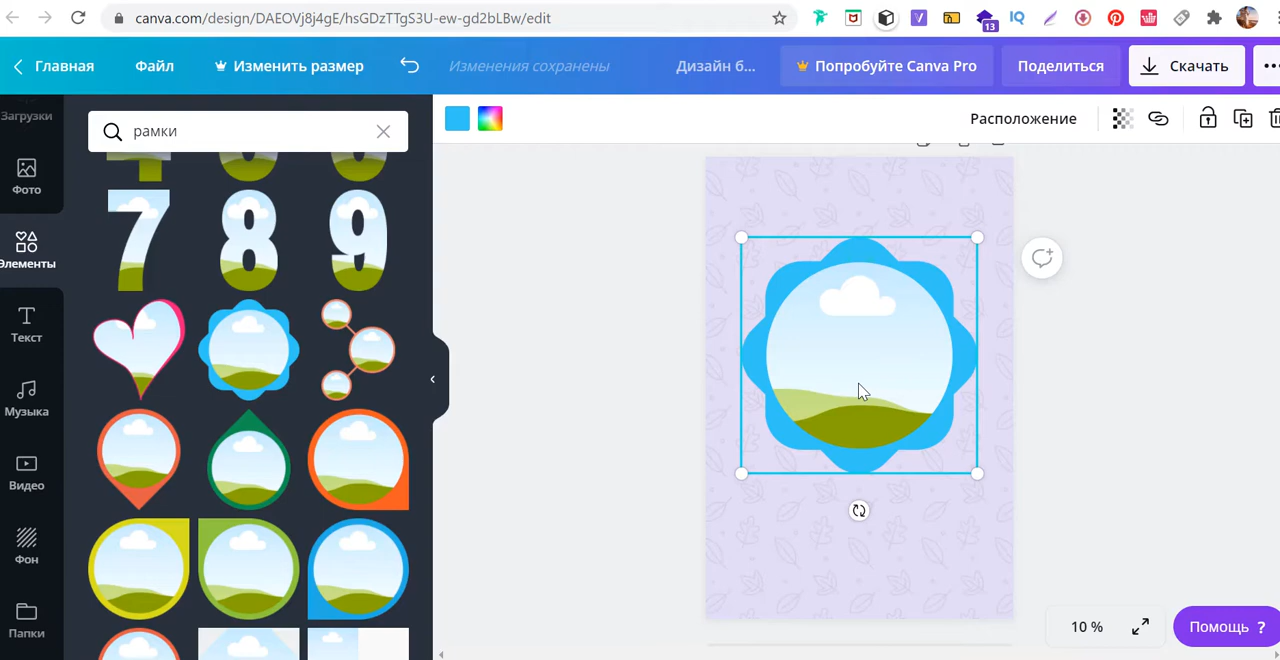 canva.com/design/DAEOVj8j4gE/hsGDzTTgS3U-ew-gd2bLBw/edit
13
Главная
Файл
Изменить размер
Изменения сохранены
Дизайн б...
Попробуйте Canva Pro
Поделиться
Скачать
Загрузки
рамки
Расположение
Фото
Элементы
Текст
Музыка
Видео
Фон
Папки
7 8 9
10 %
Помощь ?